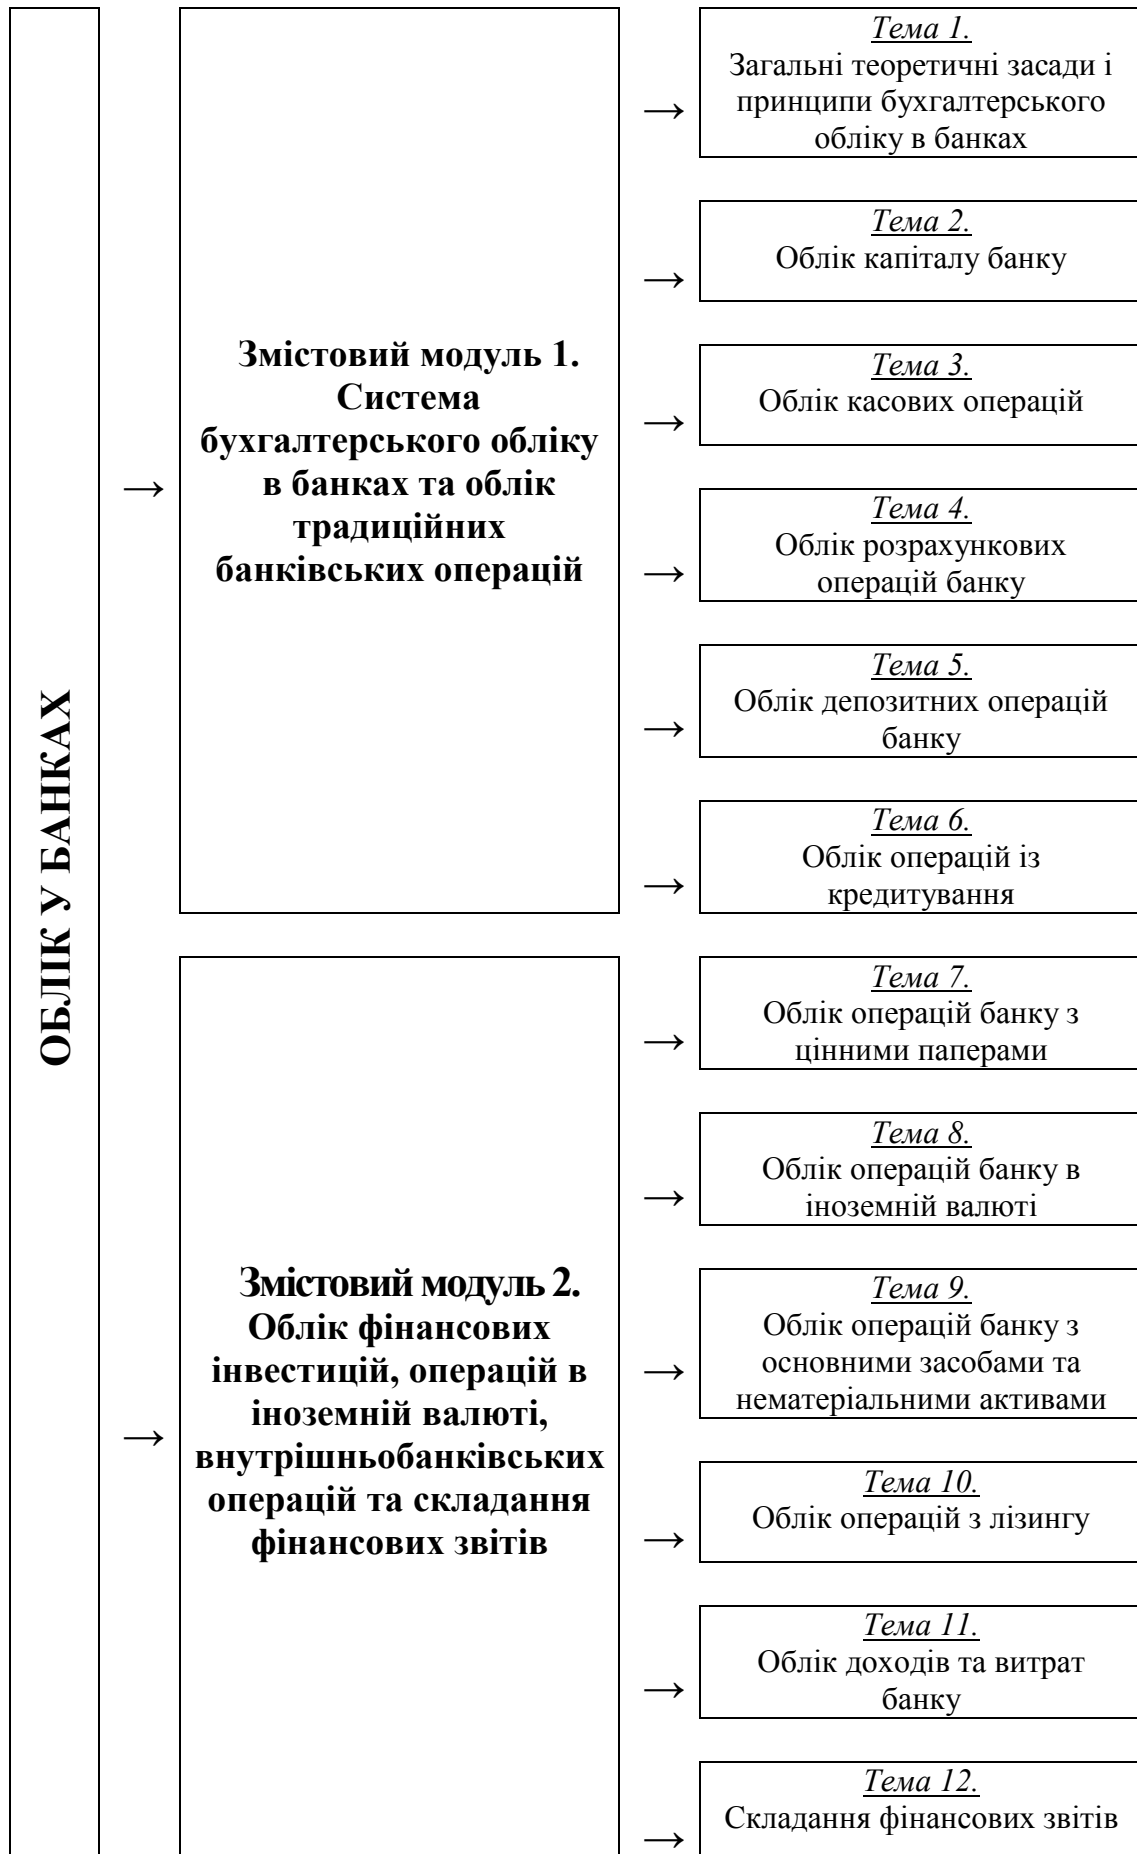 ОБЛІК У БАНКАХ
→
Змістовий модуль 1.
Система
бухгалтерського обліку
в банках та облік
традиційних
банківських операцій
→
Тема 1.
Загальні теоретичні засади і
принципи бухгалтерського
обліку в банках
→
Тема 2.
Облік капіталу банку
→
Тема 3.
Облік касових операцій
→
Тема 4.
Облік розрахункових
операцій банку
→
Тема 5.
Облік депозитних операцій
банку
→
Тема 6.
Облік операцій із
кредитування
→
Змістовий модуль 2.
Облік фінансових
інвестицій, операцій в
іноземній валюті,
внутрішньобанківських
операцій та складання
фінансових звітів
→
Тема 7.
Облік операцій банку з
цінними паперами
→
Тема 8.
Облік операцій банку в
іноземній валюті
→
Тема 9.
Облік операцій банку з
основними засобами та
нематеріальними активами
→
Тема 10.
Облік операцій з лізингу
→
Тема 11.
Облік доходів та витрат
банку
→
Тема 12.
Складання фінансових звітів